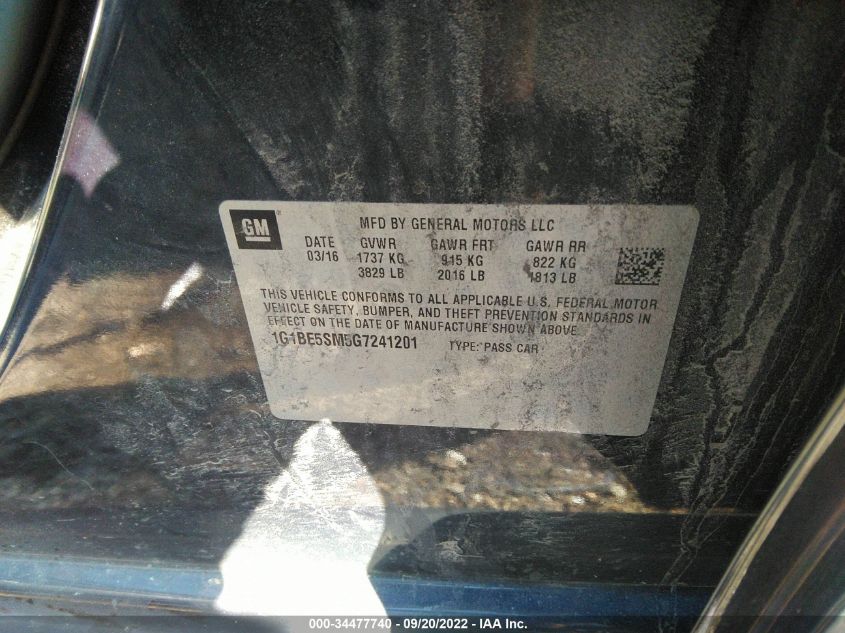 GM
MFD BY GENERAL MOTORS LLC
DATE GVWR GAWR FRT GAWR RR
03/16 1737 KG 915 KG 822 KG
3829 LB 2016 LB 1813 LB
THIS VEHICLE CONFORMS TO ALL APPLICABLE U.S. FEDERAL MOTOR
VEHICLE SAFETY, BUMPER, AND THEFT PREVENTION STANDARDS IN
EFFECT ON THE DATE OF MANUFACTURE SHOWN ABOVE.
1G1BE5SM5G7241201 TYPE: PASS CAR
000-34477740 - 09/20/2022 - IAA Inc.